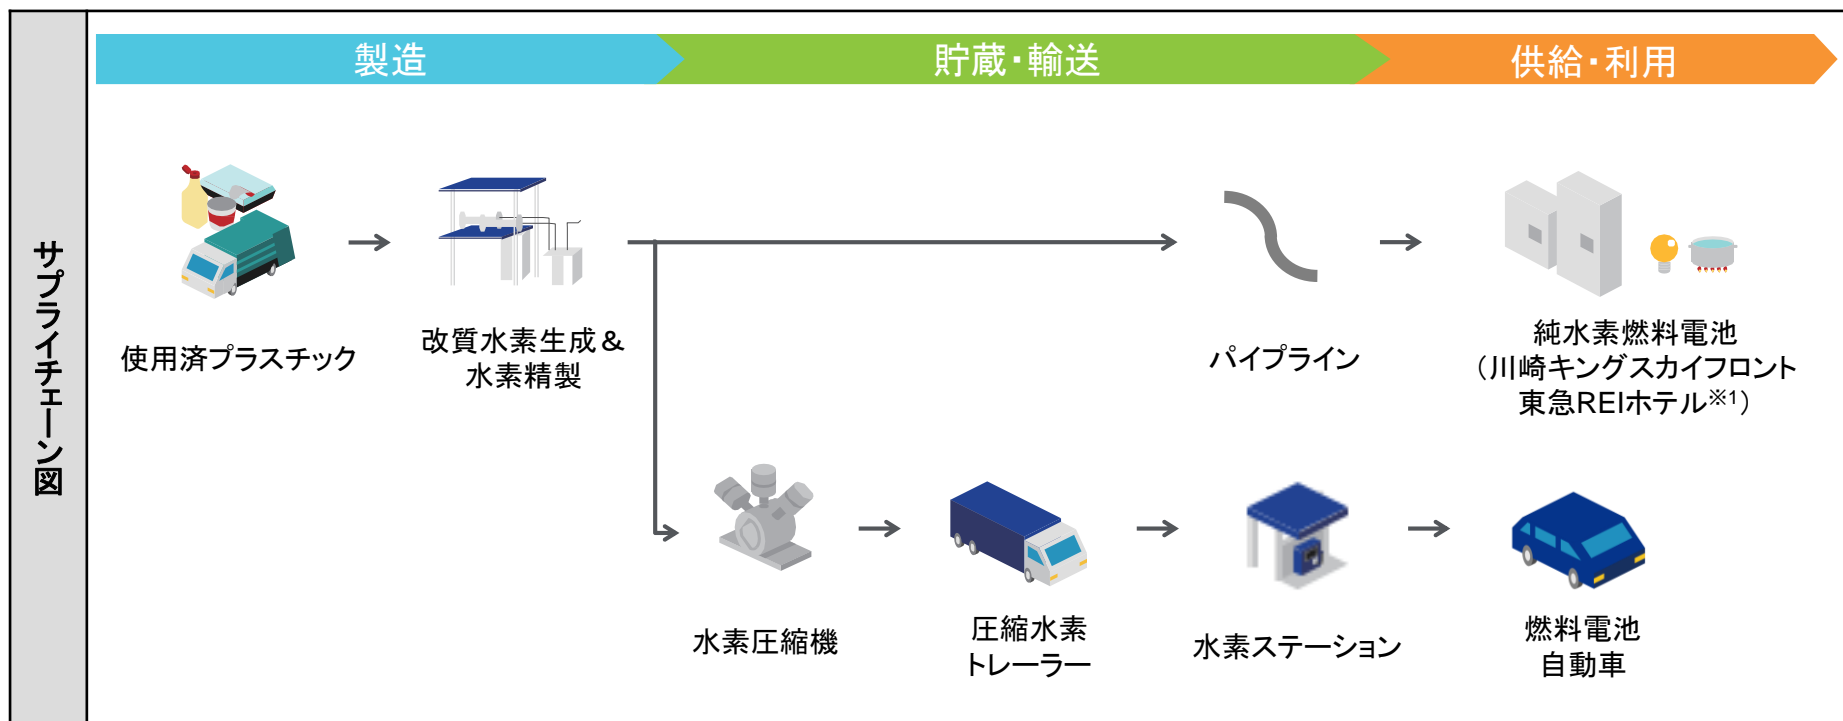 サプライチェーン図
製造
貯蔵・輸送
供給・利用
使用済プラスチック
改質水素生成＆
水素精製
パイプライン
純水素燃料電池
（川崎キングスカイフロント
東急REIホテル※1）
水素圧縮機
圧縮水素
トレーラー
水素ステーション
燃料電池
自動車